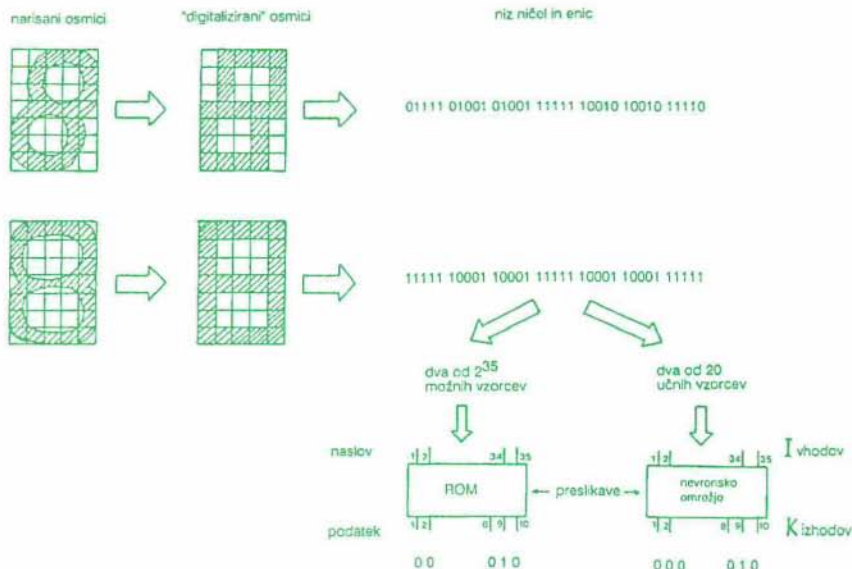 narisani osmici "digitalizirani" osmici niz ničol in enic
01111 01001 01001 11111 10010 10010 11110
11111 10001 10001 11111 10001 10001 11111
dva od 2^35 dva od 20
možnih vzorcev učnih vzorcev
naslov 1 2 34 35 1 2 34 35 I vhodov
ROM preslikave nevronsko
omrežje
podatek 1 2 8 9 10 1 2 8 9 10 K izhodov
0 0 0 1 0 0 0 0 0 1 0